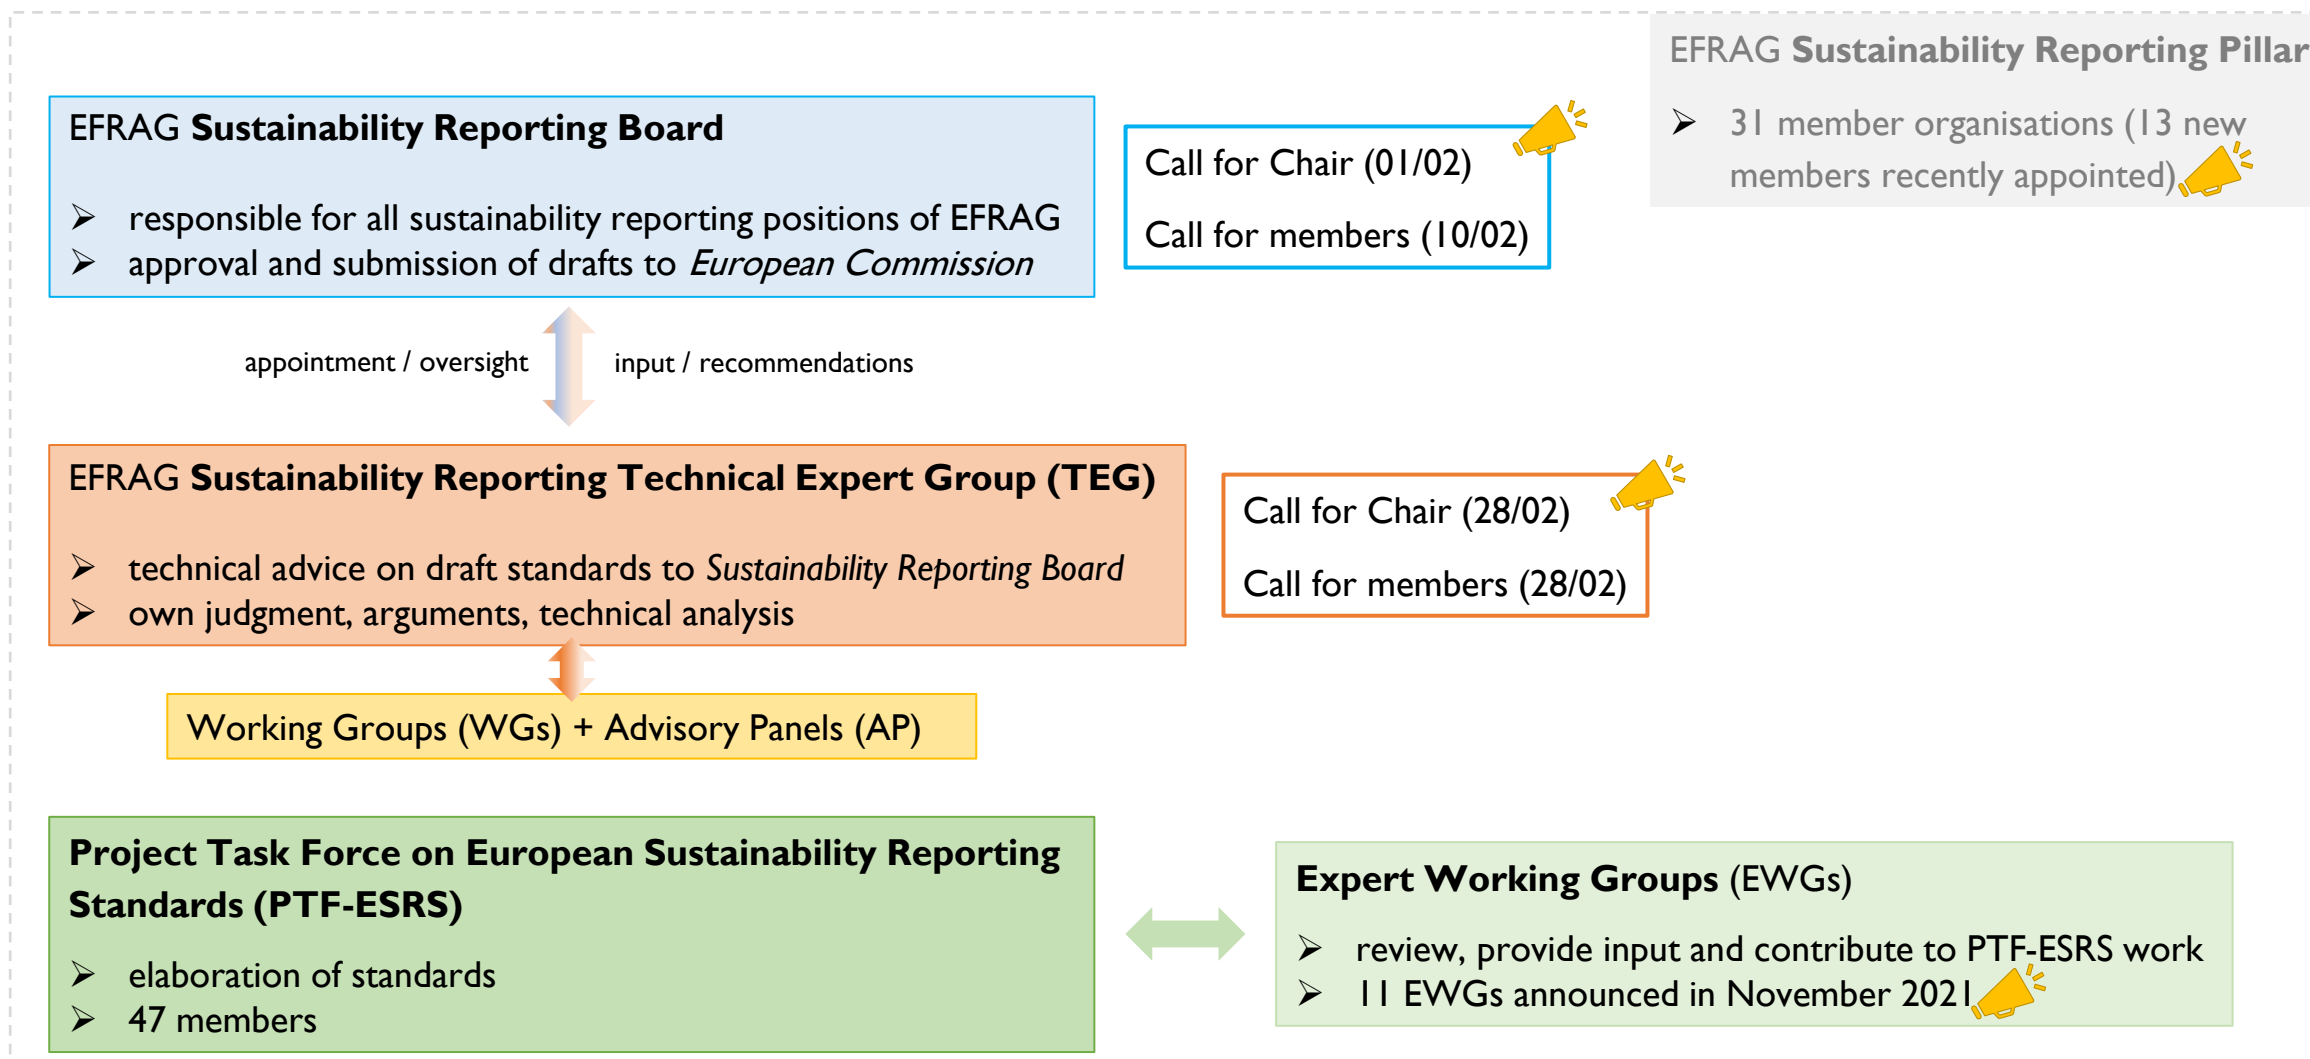 EFRAG Sustainability Reporting Pillar
➢ 31 member organisations (13 new
members recently appointed)
EFRAG Sustainability Reporting Board
➢ responsible for all sustainability reporting positions of EFRAG
➢ approval and submission of drafts to European Commission
Call for Chair (01/02)
Call for members (10/02)
appointment / oversight
input / recommendations
EFRAG Sustainability Reporting Technical Expert Group (TEG)
➢ technical advice on draft standards to Sustainability Reporting Board
➢ own judgment, arguments, technical analysis
Call for Chair (28/02)
Call for members (28/02)
Working Groups (WGs) + Advisory Panels (AP)
Project Task Force on European Sustainability Reporting
Standards (PTF-ESRS)
➢ elaboration of standards
➢ 47 members
Expert Working Groups (EWGs)
➢ review, provide input and contribute to PTF-ESRS work
➢ 11 EWGs announced in November 2021